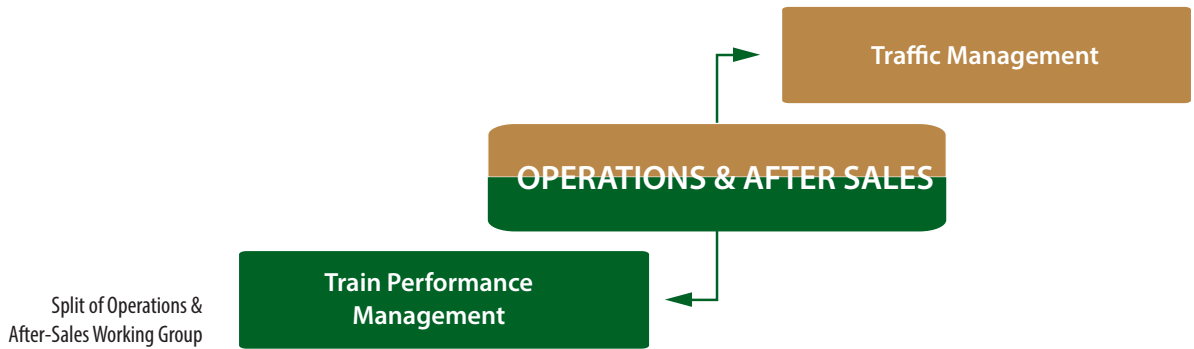 Traffic Management
OPERATIONS & AFTER SALES
Train Performance
Management
Split of Operations &
After-Sales Working Group